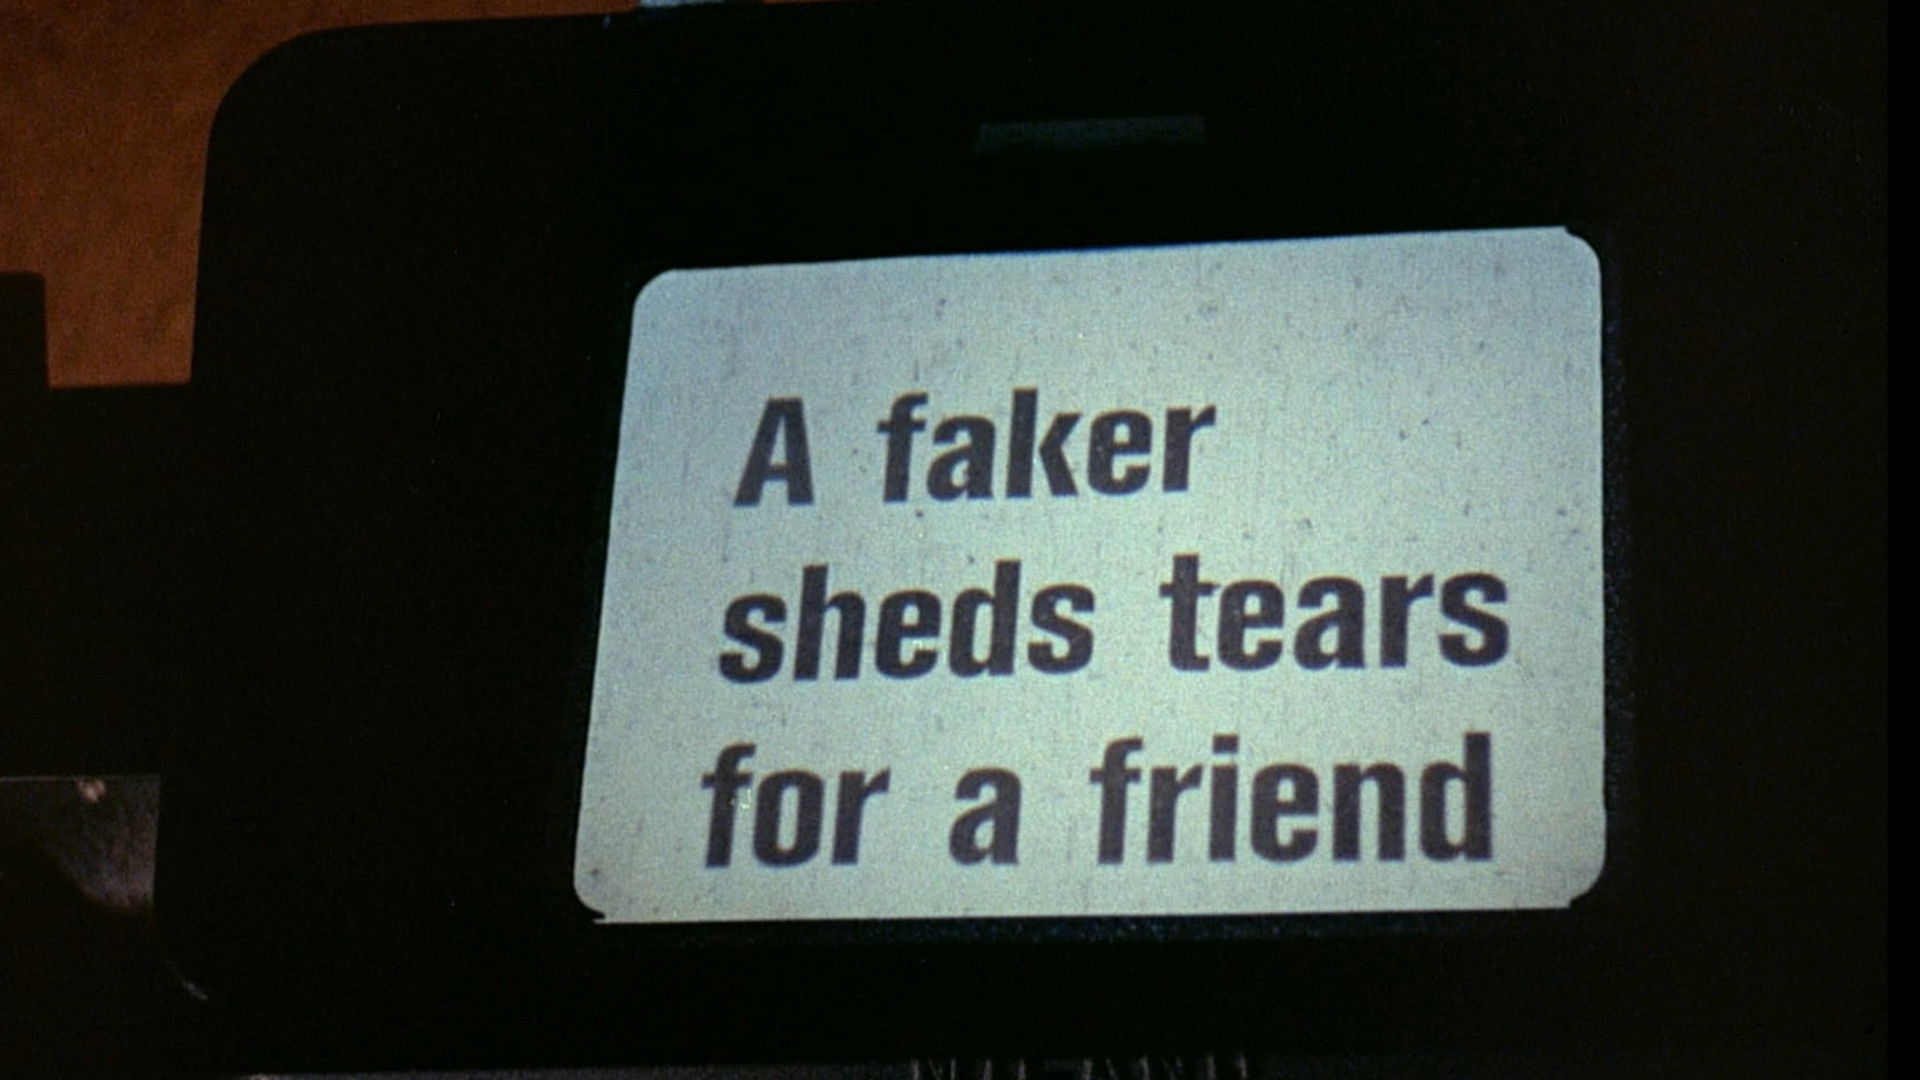 A faker
sheds tears
for a friend